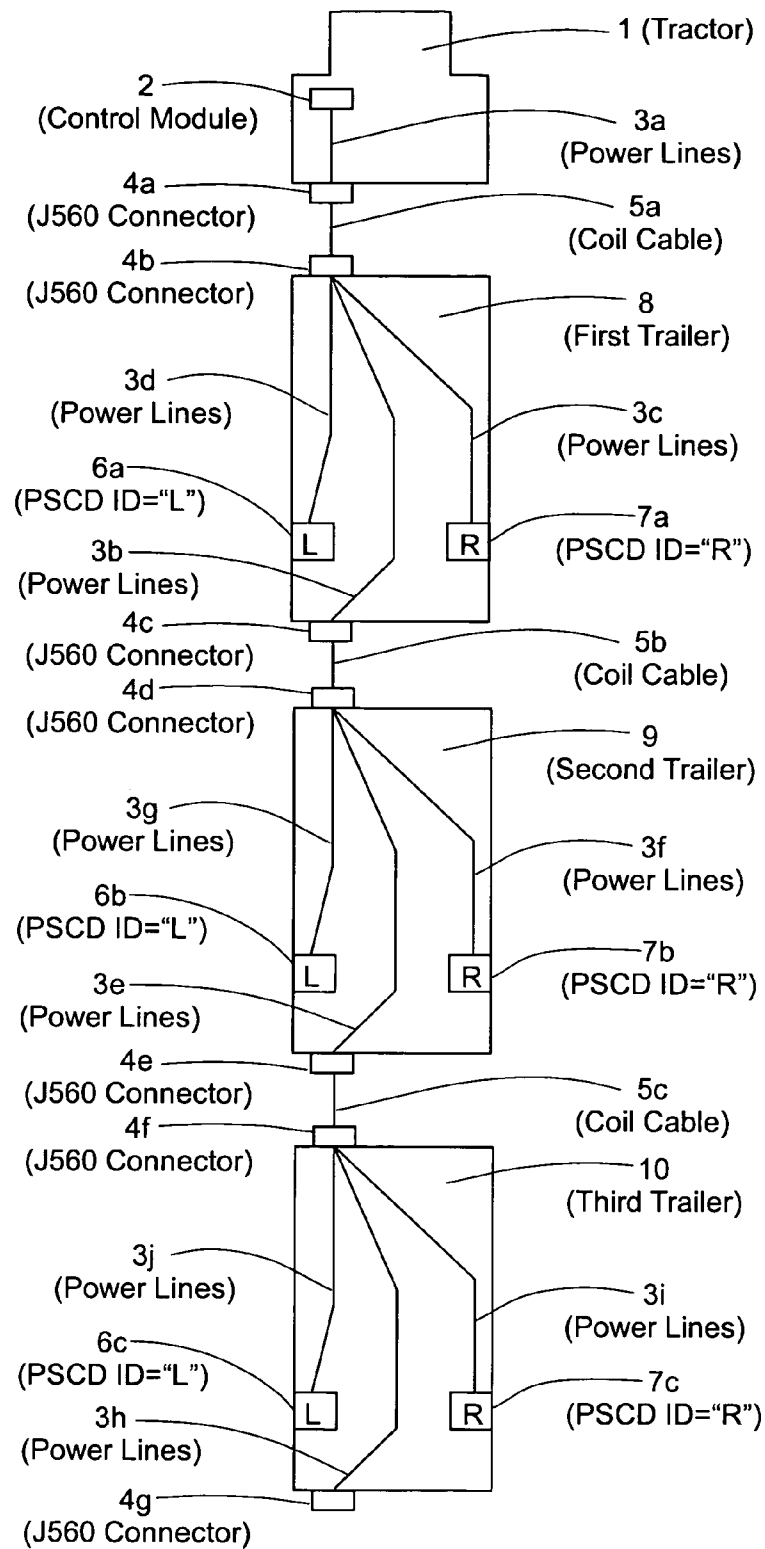 1 (Tractor)
2
(Control Module)
3a
(Power Lines)
4a
(J560 Connector)
5a
(Coil Cable)
4b
(J560 Connector)
8
(First Trailer)
3d
(Power Lines)
3c
(Power Lines)
6a
(PSCD ID=“L”)
L
R
7a
(PSCD ID=“R”)
3b
(Power Lines)
4c
(J560 Connector)
5b
(Coil Cable)
4d
(J560 Connector)
9
(Second Trailer)
3g
(Power Lines)
3f
(Power Lines)
6b
(PSCD ID=“L”)
L
R
7b
(PSCD ID=“R”)
3e
(Power Lines)
4e
(J560 Connector)
5c
(Coil Cable)
4f
(J560 Connector)
10
(Third Trailer)
3j
(Power Lines)
3i
(Power Lines)
6c
(PSCD ID=“L”)
L
R
7c
(PSCD ID=“R”)
3h
(Power Lines)
4g
(J560 Connector)